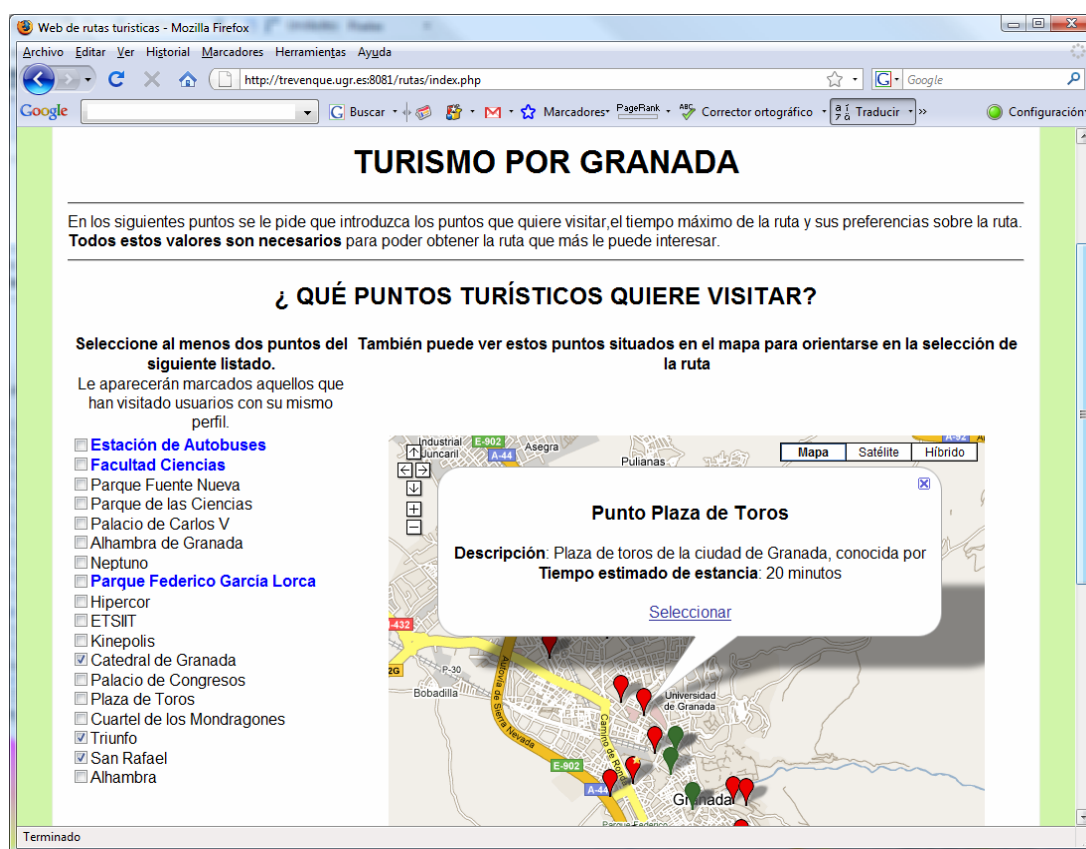 Web de rutas turisticas - Mozilla Firefox
Archivo Editar Ver Historial Marcadores Herramientas Ayuda
http://trevenque.ugr.es:8081/rutas/index.php
G Google
Google G Buscar Marcadores PageRank ABC Corrector ortográfico Traducir » Configuración
TURISMO POR GRANADA
En los siguientes puntos se le pide que introduzca los puntos que quiere visitar,el tiempo máximo de la ruta y sus preferencias sobre la ruta.
Todos estos valores son necesarios para poder obtener la ruta que más le puede interesar.
¿ QUÉ PUNTOS TURÍSTICOS QUIERE VISITAR?
Seleccione al menos dos puntos del
siguiente listado.
Le aparecerán marcados aquellos que
han visitado usuarios con su mismo
perfil.
También puede ver estos puntos situados en el mapa para orientarse en la selección de
la ruta
Estación de Autobuses
Facultad Ciencias
Parque Fuente Nueva
Parque de las Ciencias
Palacio de Carlos V
Alhambra de Granada
Neptuno
Parque Federico García Lorca
Hipercor
ETSIIT
Kinepolis
Catedral de Granada
Palacio de Congresos
Plaza de Toros
Cuartel de los Mondragones
Triunfo
San Rafael
Alhambra
Industrial
Juncaril
E-902
A-44
Asegra
Pulianas
A-92
Mapa Satélite Híbrido
Punto Plaza de Toros
Descripción: Plaza de toros de la ciudad de Granada, conocida por
Tiempo estimado de estancia: 20 minutos
Seleccionar
-432
2G
P-30
Bobadilla
Autovía de Sierra Nevada
Universidad
de Granada
Camino de Ronda
E-902
A-44
Granada
Parque Federico
Terminado